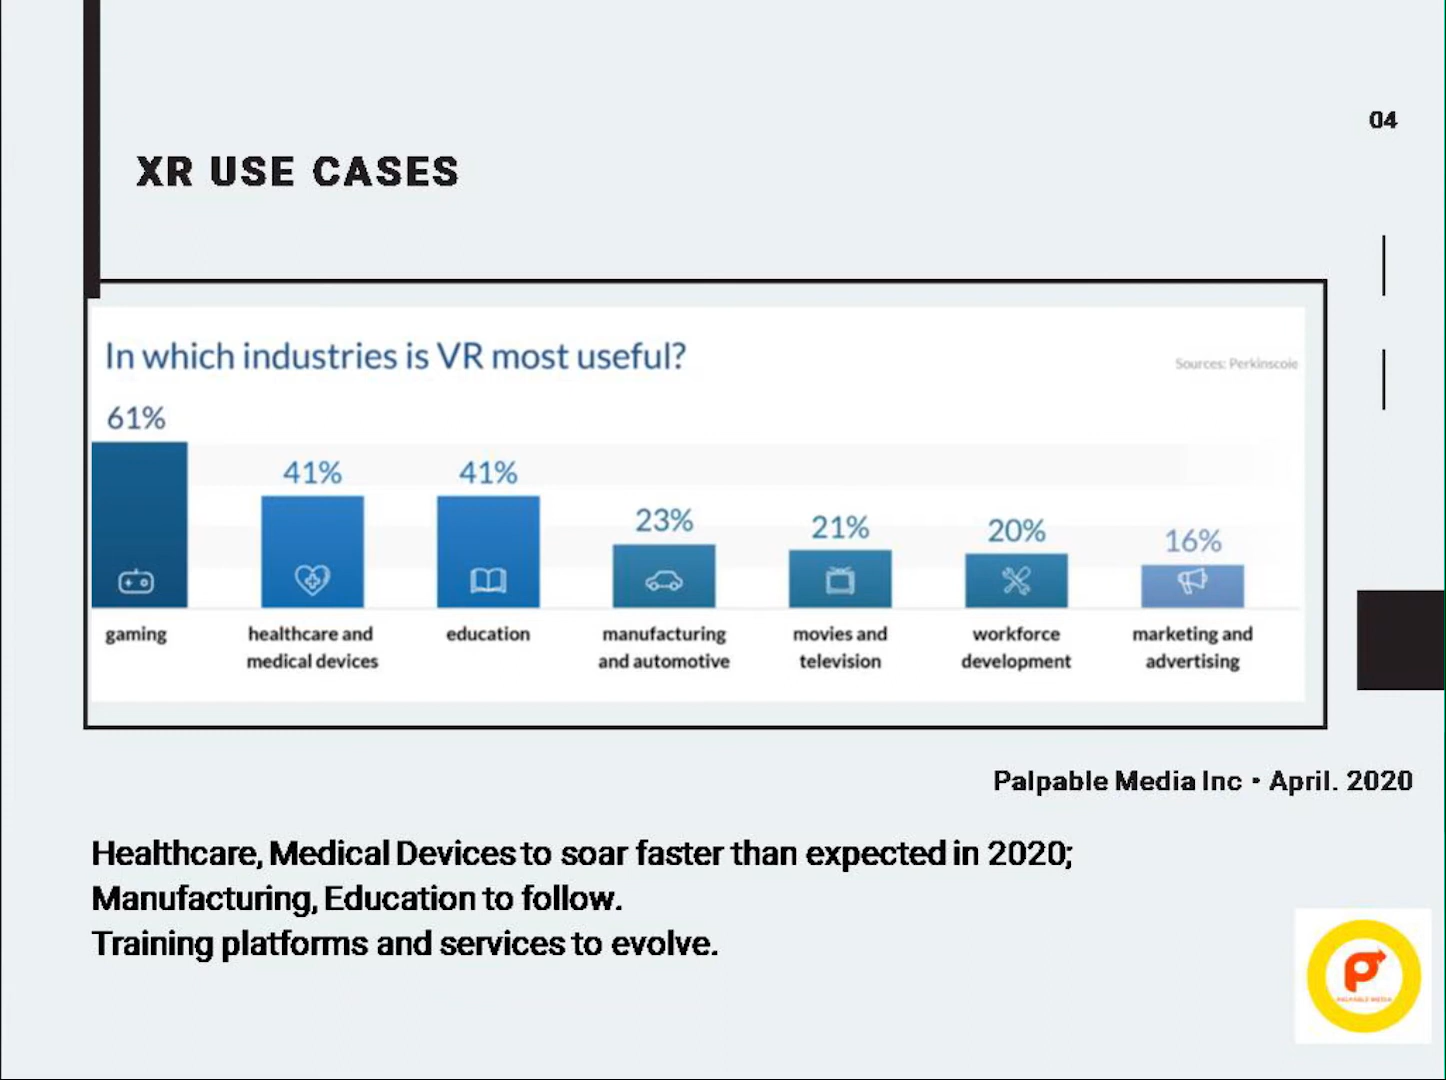 04
XR USE CASES
In which industries is VR most useful?
Sources: Perkinscoie
61%
41%
41%
23%
21%
20%
16%
gaming
healthcare and
medical devices
education
manufacturing
and automotive
movies and
television
workforce
development
marketing and
advertising
Palpable Media Inc • April. 2020
Healthcare, Medical Devices to soar faster than expected in 2020;
Manufacturing, Education to follow.
Training platforms and services to evolve.
P
PALPABLE MEDIA